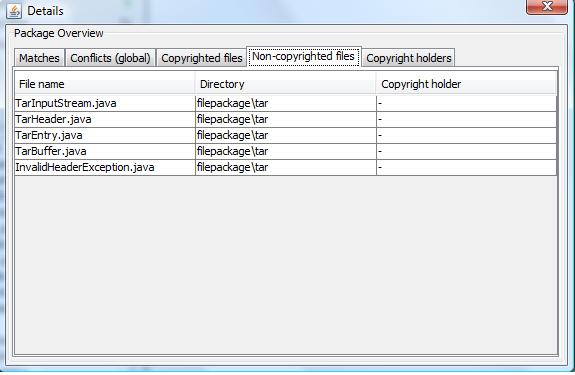 Details
Package Overview
Matches Conflicts (global) Copyrighted files Non-copyrighted files Copyright holders
File name Directory Copyright holder
TarInputStream.java filepackage\tar -
TarHeader.java filepackage\tar -
TarEntry.java filepackage\tar -
TarBuffer.java filepackage\tar -
InvalidHeaderException.java filepackage\tar -